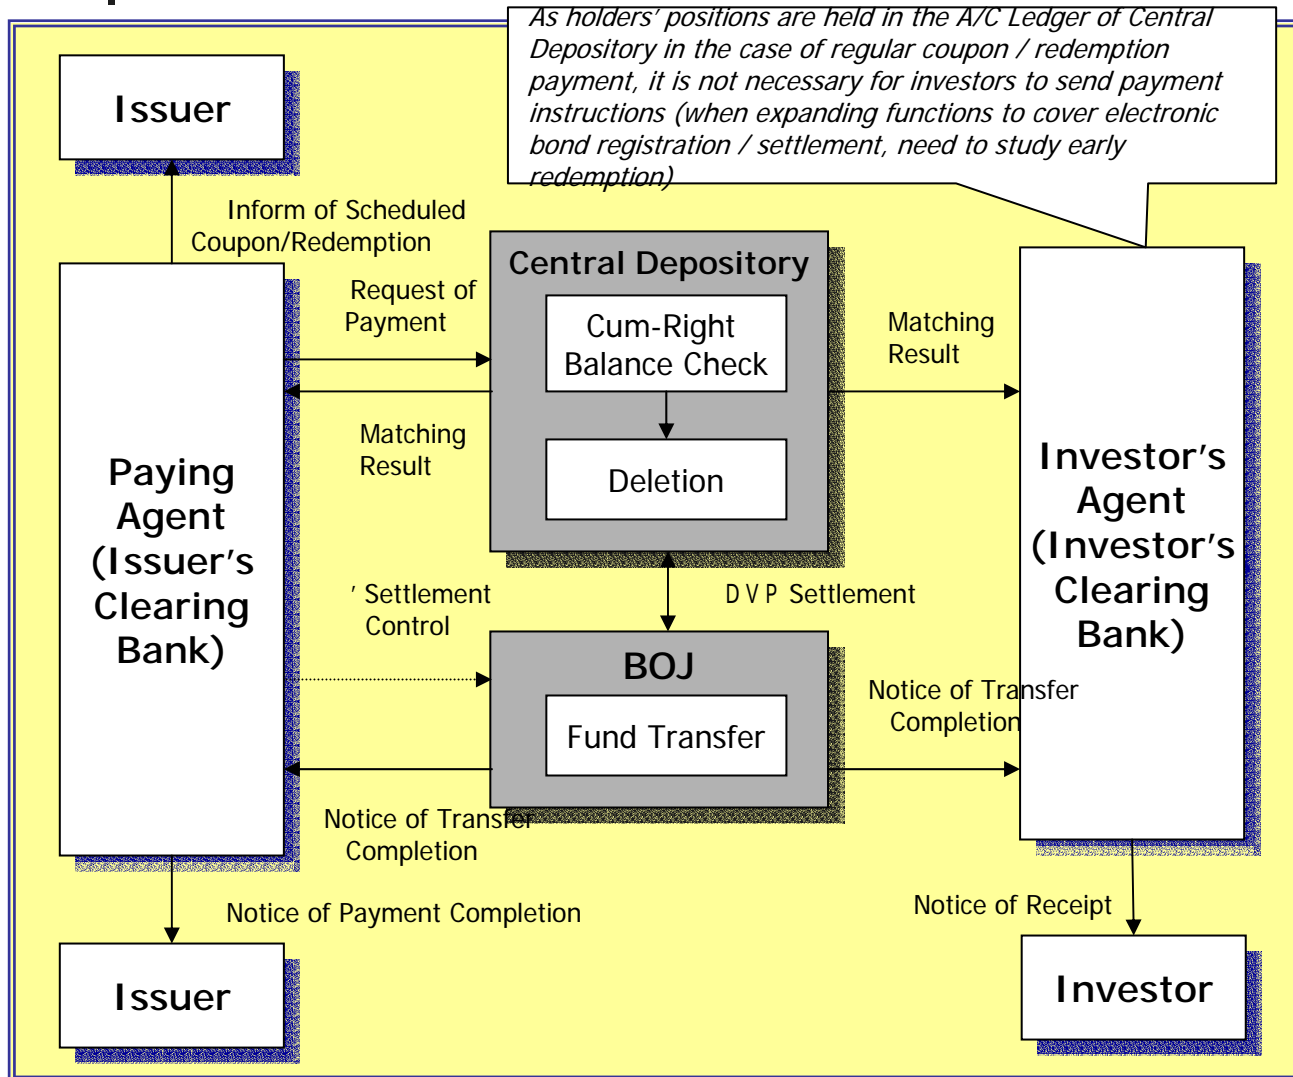 As holders' positions are held in the A/C Ledger of Central
Depository in the case of regular coupon / redemption
payment, it is not necessary for investors to send payment
instructions (when expanding functions to cover electronic
bond registration / settlement, need to study early
redemption)
Issuer
Inform of Scheduled
Coupon/Redemption
Central Depository
Request of
Payment
Cum-Right
Balance Check
Matching
Result
Matching
Result
Deletion
Paying
Agent
(Issuer's
Clearing
Bank)
Investor's
Agent
(Investor's
Clearing
Bank)
' Settlement
Control
DVP Settlement
BOJ
Fund Transfer
Notice of Transfer
Completion
Notice of Transfer
Completion
Notice of Payment Completion
Notice of Receipt
Issuer
Investor